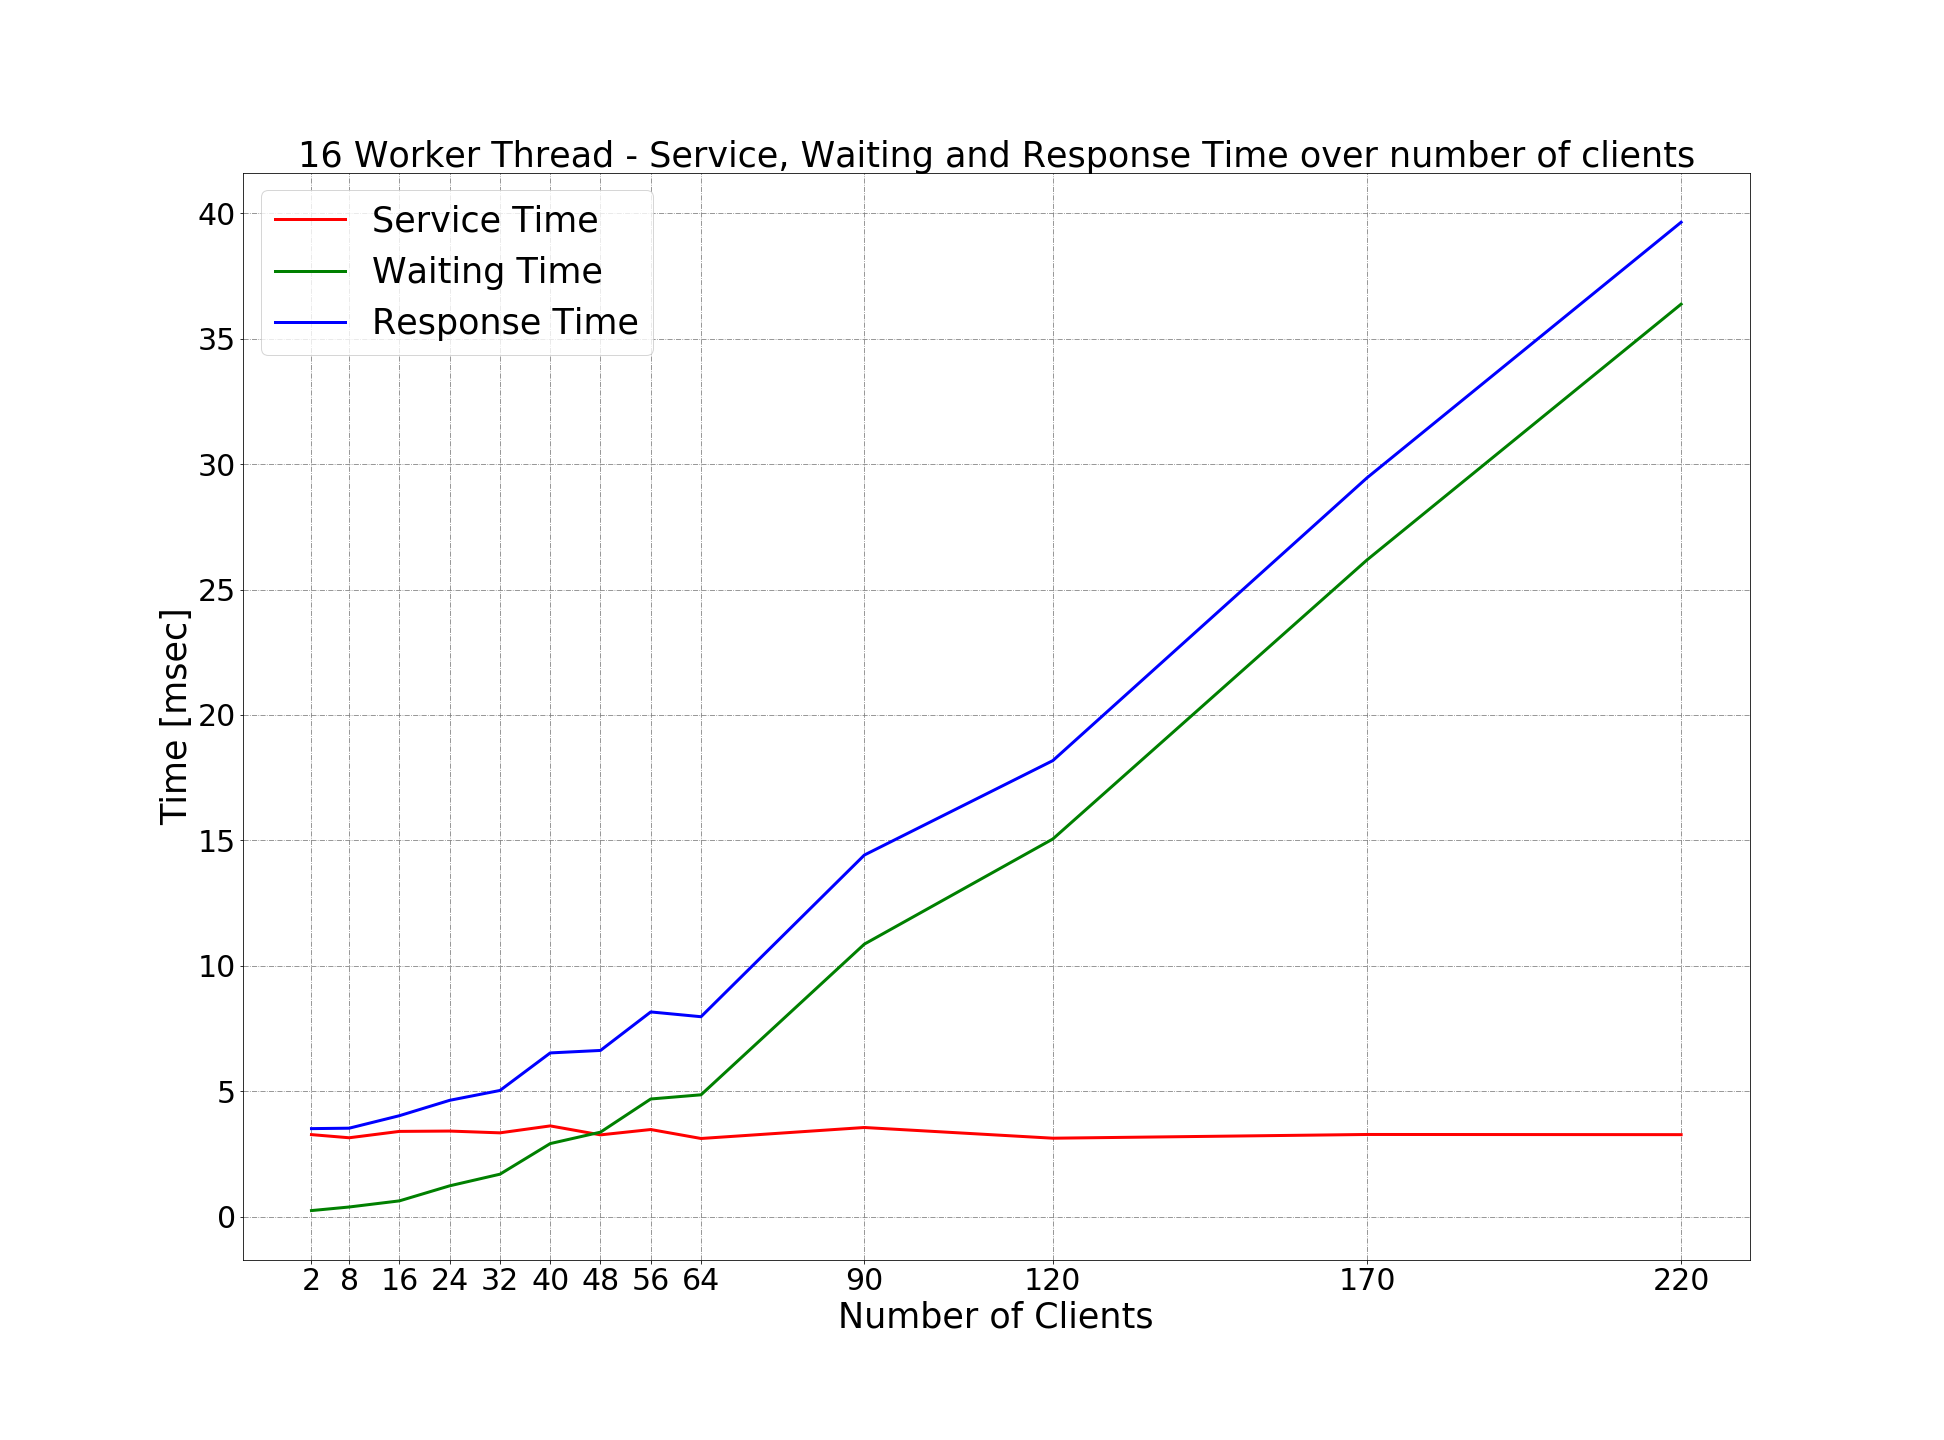 16 Worker Thread - Service, Waiting and Response Time over number of clients
Service Time
Waiting Time
Response Time
40
35
30
25
20
15
10
5
0
Time [msec]
2 8 16 24 32 40 48 56 64 90 120 170 220
Number of Clients